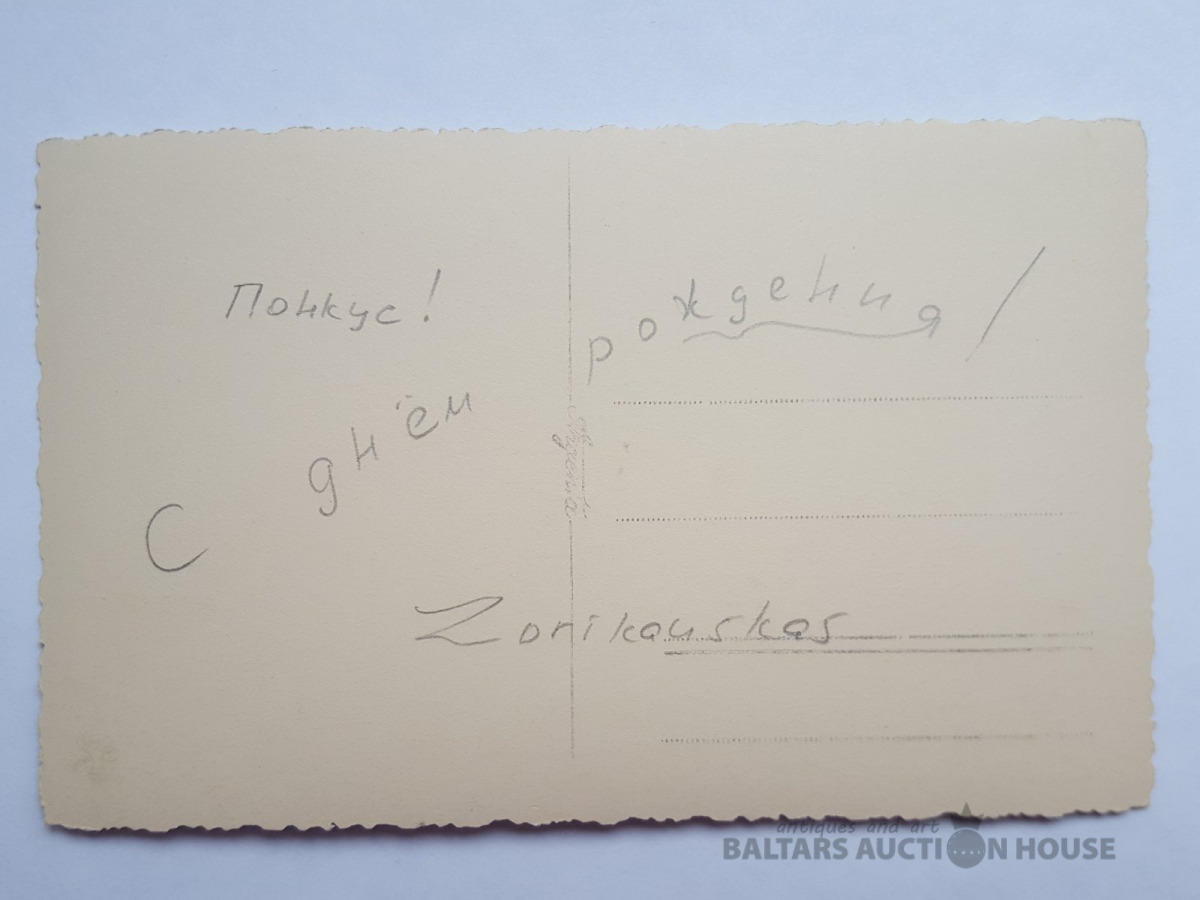 Понкус!
С днём рождения!
Zorikauskas
antiques and art
BALTARS AUCTION HOUSE